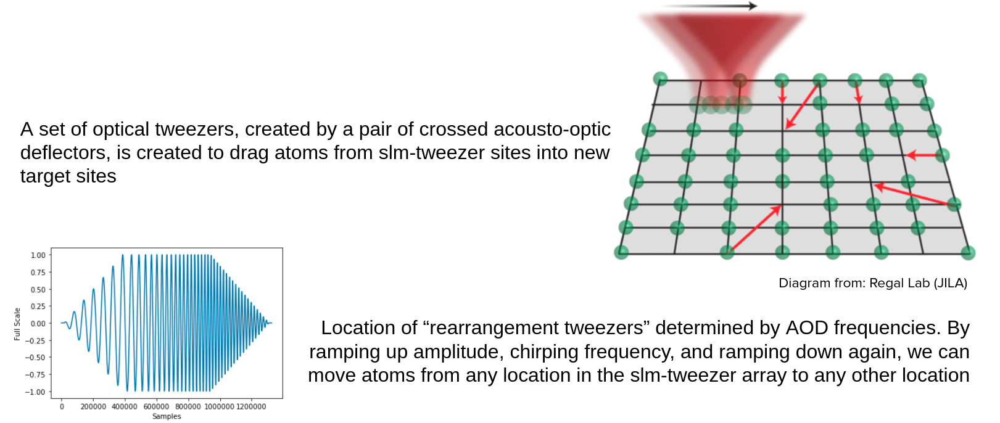 A set of optical tweezers, created by a pair of crossed acousto-optic
deflectors, is created to drag atoms from slm-tweezer sites into new
target sites
Diagram from: Regal Lab (JILA)
1.00
0.75
0.50
0.25
0.00
−0.25
−0.50
−0.75
−1.00
Full Scale
0 200000 400000 600000 800000 1000000 1200000
Samples
Location of “rearrangement tweezers” determined by AOD frequencies. By
ramping up amplitude, chirping frequency, and ramping down again, we can
move atoms from any location in the slm-tweezer array to any other location